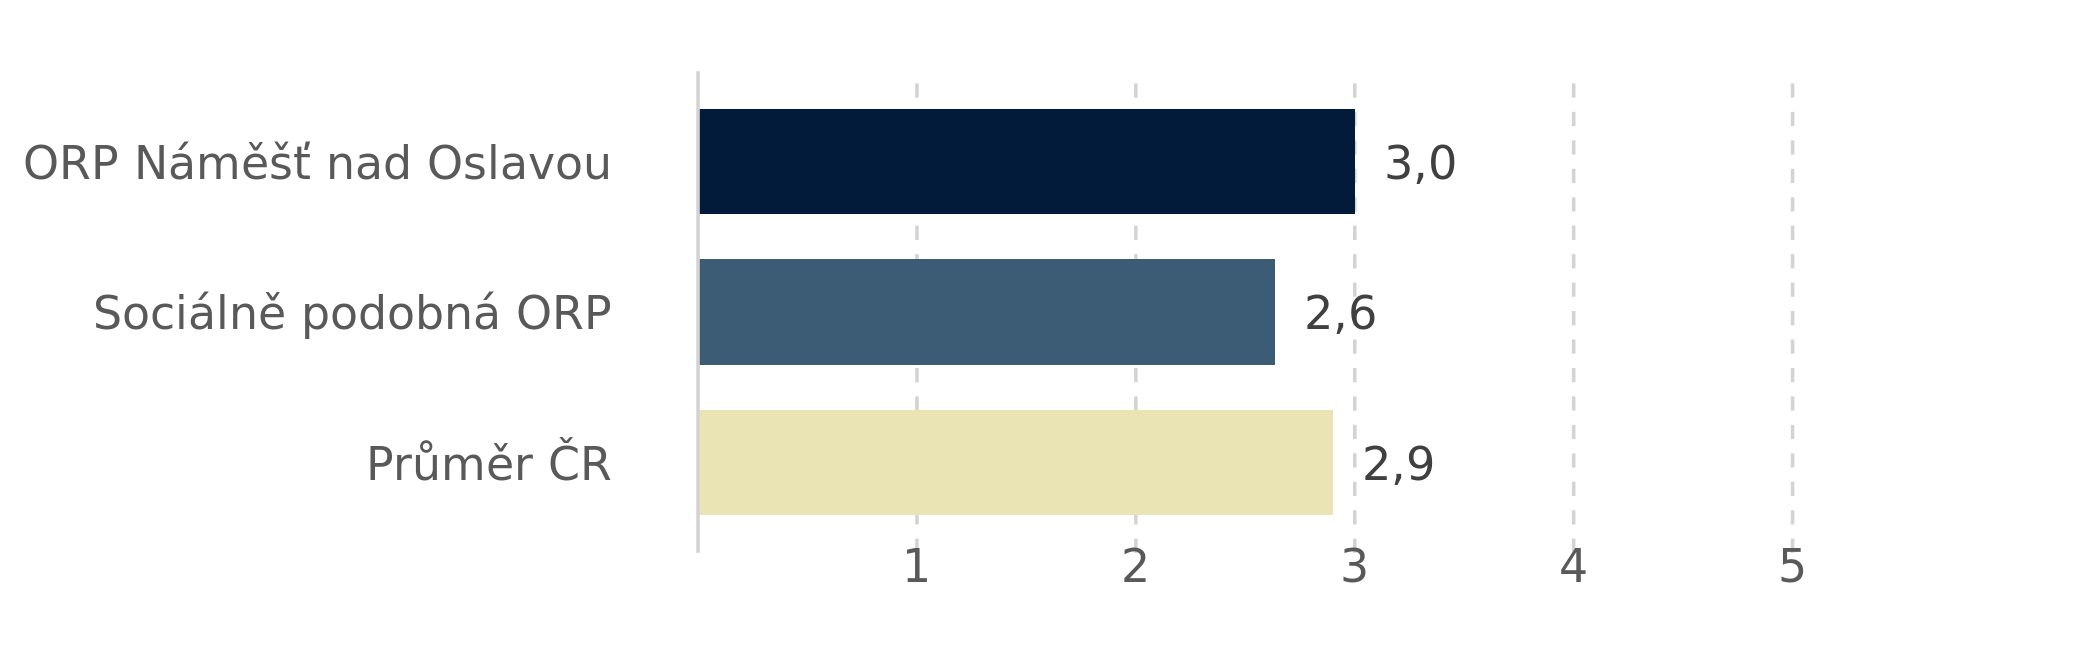 ORP Náměšť nad Oslavou
3,0
Sociálně podobná ORP
2,6
Průměr ČR
2,9
1 2 3 4 5